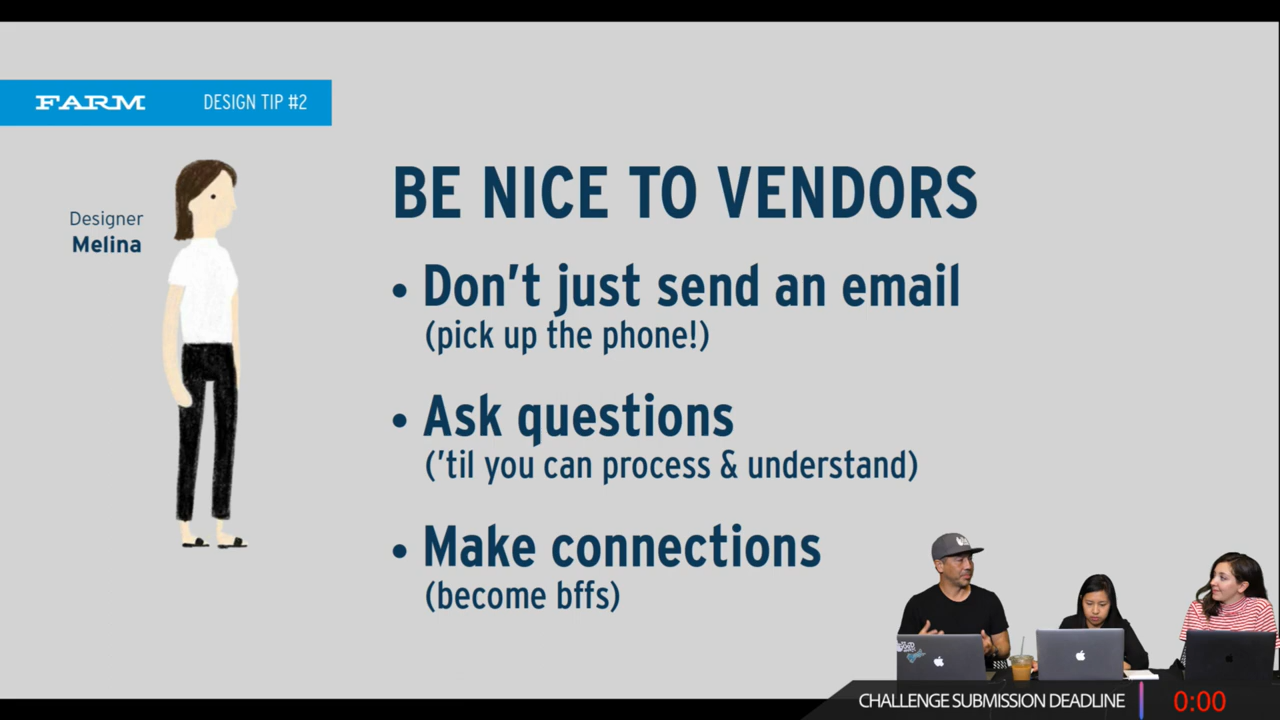 FARM DESIGN TIP #2
Designer
Melina
BE NICE TO VENDORS
• Don't just send an email
(pick up the phone!)
• Ask questions
('til you can process & understand)
• Make connections
(become bffs)
CHALLENGE SUBMISSION DEADLINE 0:00